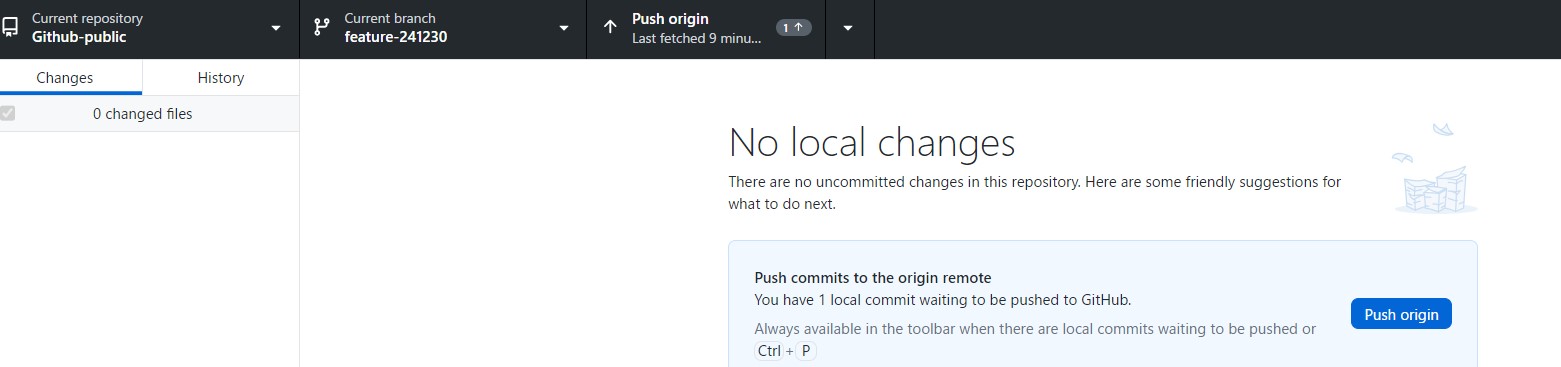 Current repository
Github-public
Current branch
feature-241230
Push origin
Last fetched 9 minu...
1
Changes
History
0 changed files
No local changes
There are no uncommitted changes in this repository. Here are some friendly suggestions for
what to do next.
Push commits to the origin remote
You have 1 local commit waiting to be pushed to GitHub.
Always available in the toolbar when there are local commits waiting to be pushed or
Ctrl + P
Push origin